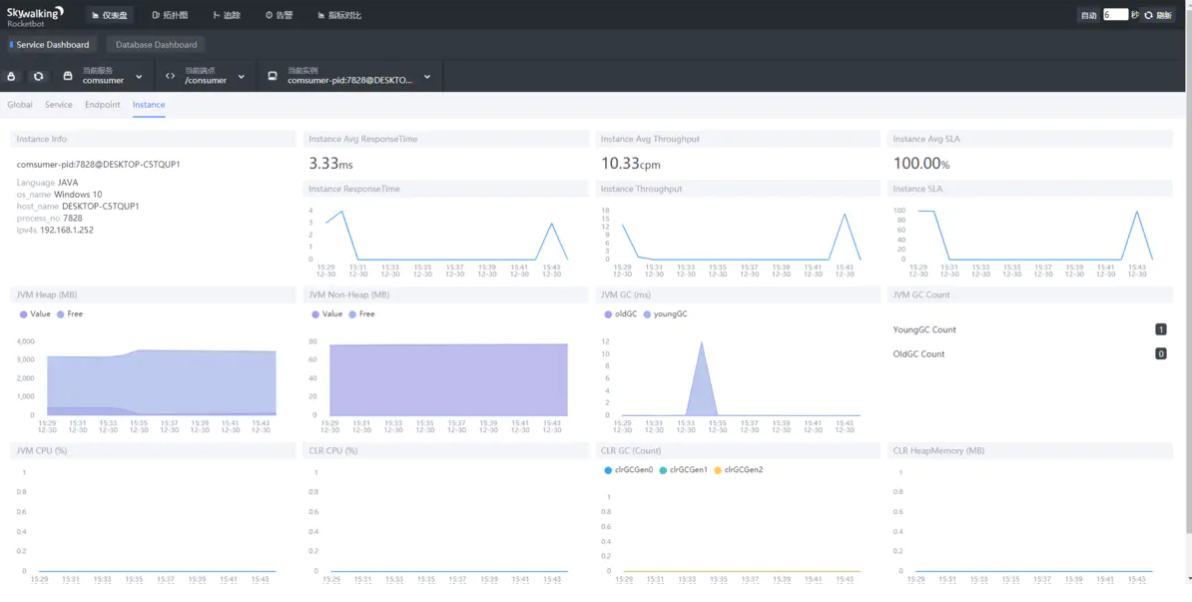 Skywalking
Rocketbot
仪表盘 拓扑图 追踪 告警 指标对比
自动 6 秒 刷新
Service Dashboard Database Dashboard
当前服务 当前端点 当前实例
comsumer /consumer comsumer-pid:7828@DESKTO...
Global Service Endpoint Instance
Instance Info Instance Avg ResponseTime Instance Avg Throughput Instance Avg SLA
comsumer-pid:7828@DESKTOP-C5TQUP1 3.33ms 10.33cpm 100.00%
Language JAVA
os_name Windows 10
host_name DESKTOP-C5TQUP1
process_no 7828
ipv4s 192.168.1.252
Instance ResponseTime Instance Throughput Instance SLA
4 18 100
3 15 80
2 12 60
1 9 40
0 6 20
3 0
0
15:29 15:31 15:33 15:35 15:37 15:39 15:41 15:43 15:29 15:31 15:33 15:35 15:37 15:39 15:41 15:43 15:29 15:31 15:33 15:35 15:37 15:39 15:41 15:43
12-30 12-30 12-30 12-30 12-30 12-30 12-30 12-30 12-30 12-30 12-30 12-30 12-30 12-30 12-30 12-30 12-30 12-30 12-30 12-30 12-30 12-30 12-30 12-30
JVM Heap (MB) JVM Non-Heap (MB) JVM GC (ms) JVM GC Count
Value Free Value Free oldGC youngGC
YoungGC Count 1
OldGC Count 0
4,000 80 12
3,000 60 10
2,000 40 8
1,000 20 6
0 0 4
2
0
15:29 15:31 15:33 15:35 15:37 15:39 15:41 15:43 15:29 15:31 15:33 15:35 15:37 15:39 15:41 15:43 15:29 15:31 15:33 15:35 15:37 15:39 15:41 15:43
12-30 12-30 12-30 12-30 12-30 12-30 12-30 12-30 12-30 12-30 12-30 12-30 12-30 12-30 12-30 12-30 12-30 12-30 12-30 12-30 12-30 12-30 12-30 12-30
JVM CPU (%) CLR CPU (%) CLR GC (Count) CLR HeapMemory (MB)
clrGCGen0 clrGCGen1 clrGCGen2
1 1 1 1
0.8 0.8 0.8 0.8
0.6 0.6 0.6 0.6
0.4 0.4 0.4 0.4
0.2 0.2 0.2 0.2
0 0 0 0
15:29 15:31 15:33 15:35 15:37 15:39 15:41 15:43 15:29 15:31 15:33 15:35 15:37 15:39 15:41 15:43 15:29 15:31 15:33 15:35 15:37 15:39 15:41 15:43 15:29 15:31 15:33 15:35 15:37 15:39 15:41 15:43